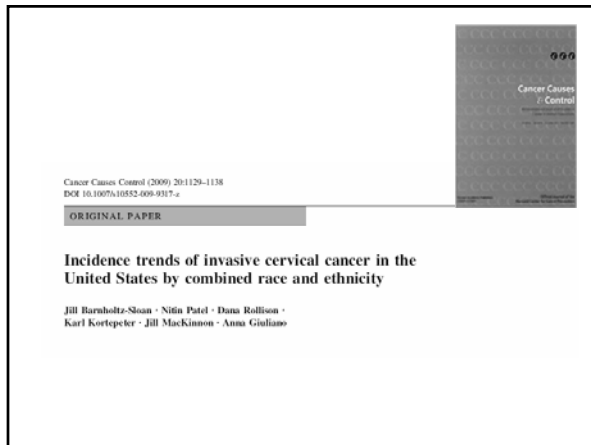 Cancer Causes
& Control
Cancer Causes Control (2009) 20:1129–1138
DOI 10.1007/s10552-009-9317-z
ORIGINAL PAPER
Incidence trends of invasive cervical cancer in the
United States by combined race and ethnicity
Jill Barnholtz-Sloan · Nitin Patel · Dana Rollison ·
Karl Kortepeter · Jill MacKinnon · Anna Giuliano